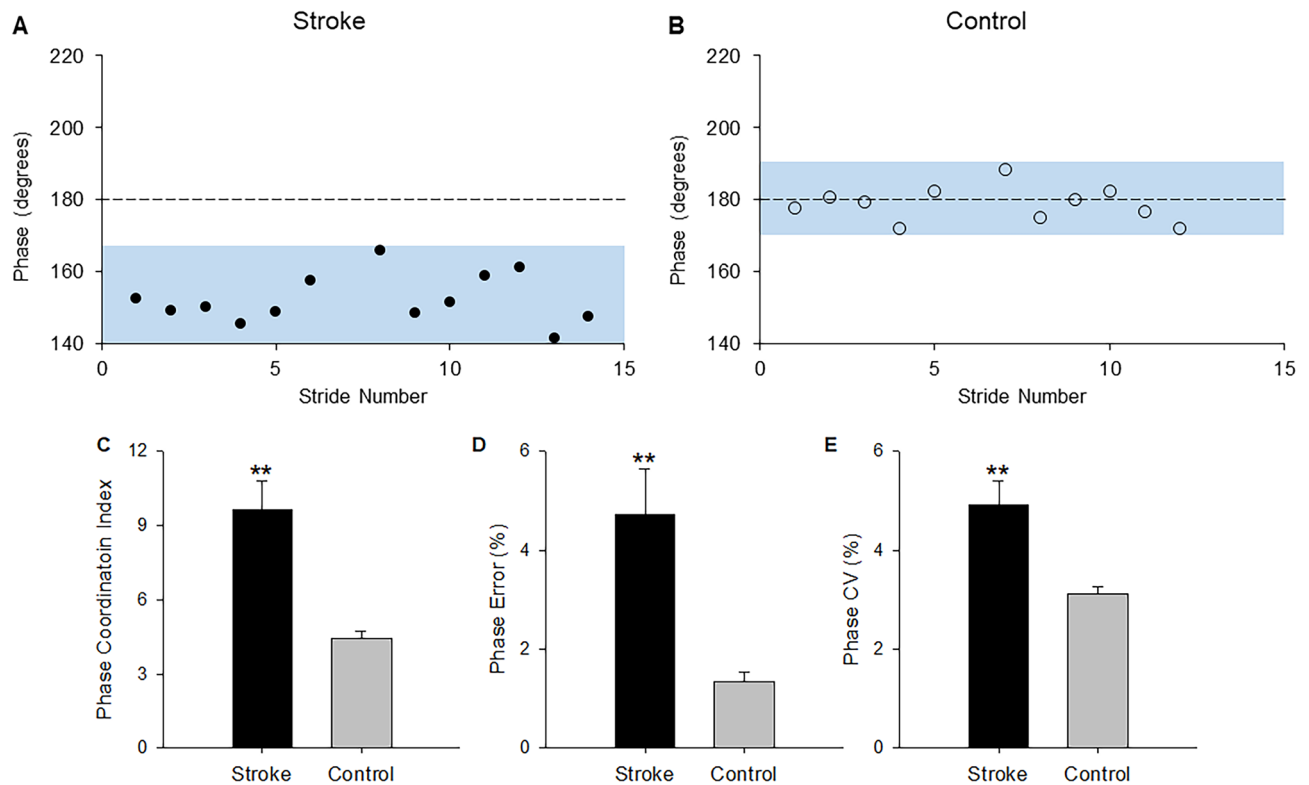 A
Stroke
220
200
180
160
140
Phase (degrees)
0
5
10
15
Stride Number
B
Control
220
200
180
160
140
Phase (degrees)
0
5
10
15
Stride Number
C
12
9
6
3
0
Phase Coordinatoin Index
**
Stroke
Control
D
6
4
2
0
Phase Error (%)
**
Stroke
Control
E
6
4
2
0
Phase CV (%)
**
Stroke
Control